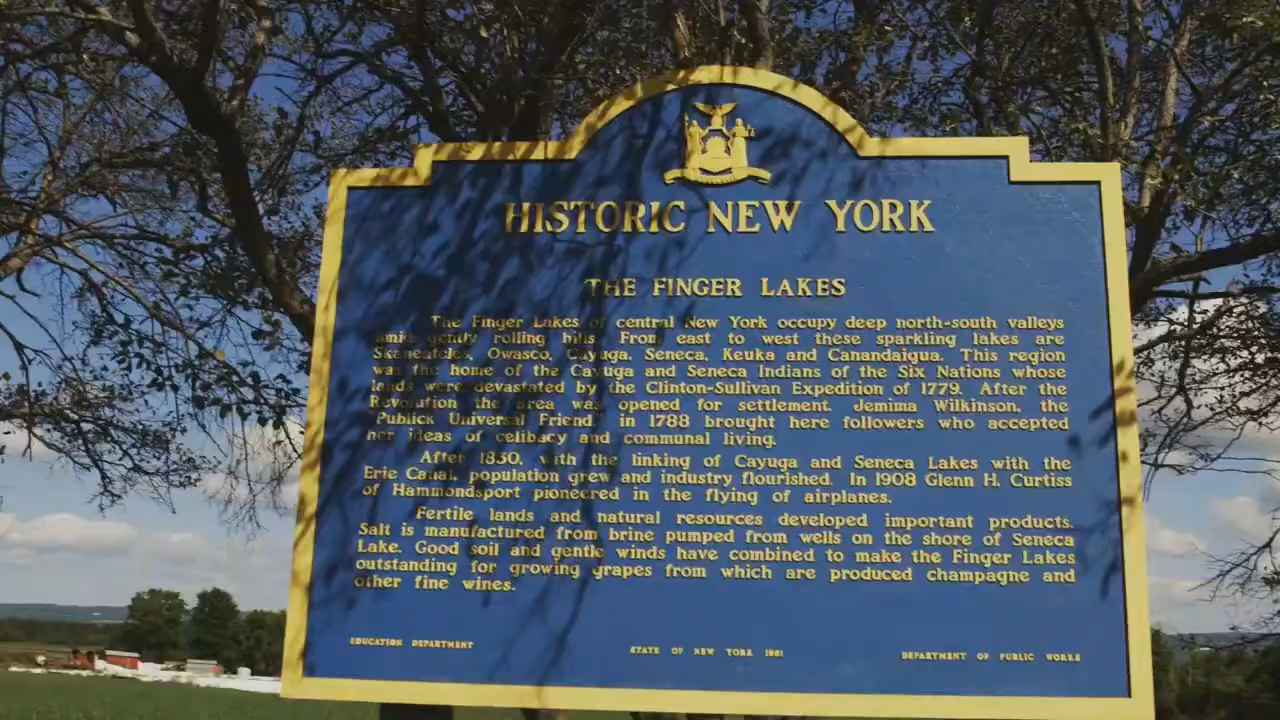 HISTORIC NEW YORK
THE FINGER LAKES
The Finger Lakes of central New York occupy deep north-south valleys
amid gently rolling hills. From east to west these sparkling lakes are
Skaneateles, Owasco, Cayuga, Seneca, Keuka and Canandaigua. This region
was the home of the Cayuga and Seneca Indians of the Six Nations whose
lands were devastated by the Clinton-Sullivan Expedition of 1779. After the
Revolution the area was opened for settlement. Jemima Wilkinson, the
"Publick Universal Friend," in 1788 brought here followers who accepted
her ideas of celibacy and communal living.
After 1830, with the linking of Cayuga and Seneca Lakes with the
Erie Canal, population grew and industry flourished. In 1908 Glenn H. Curtiss
of Hammondsport pioneered in the flying of airplanes.
Fertile lands and natural resources developed important products.
Salt is manufactured from brine pumped from wells on the shore of Seneca
Lake. Good soil and gentle winds have combined to make the Finger Lakes
outstanding for growing grapes from which are produced champagne and
other fine wines.
EDUCATION DEPARTMENT STATE OF NEW YORK 1961 DEPARTMENT OF PUBLIC WORKS